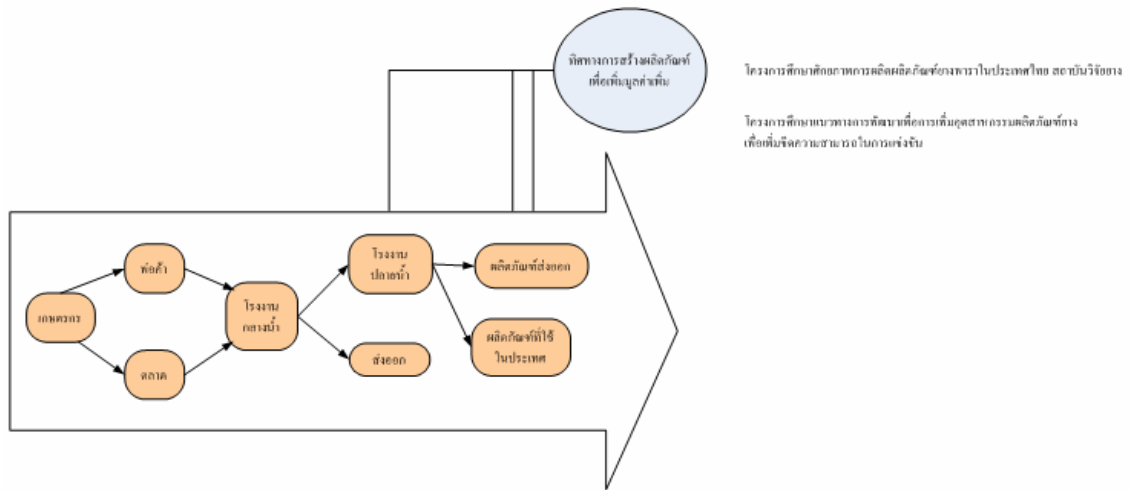 ทิศทางการสร้างผลิตภัณฑ์
เพื่อเพิ่มมูลค่าเพิ่ม
โครงการศึกษาศักยภาพการผลิตผลิตภัณฑ์ยางพาราในประเทศไทย สถาบันวิจัยยาง
โครงการศึกษาแนวทางการพัฒนาเพื่อการเพิ่มอุตสาหกรรมผลิตภัณฑ์ยาง
เพื่อเพิ่มขีดความสามารถในการแข่งขัน
เกษตรกร
พ่อค้า
ตลาด
โรงงาน
กลางน้ำ
โรงงาน
ปลายน้ำ
ส่งออก
ผลิตภัณฑ์ส่งออก
ผลิตภัณฑ์ที่ใช้
ในประเทศ